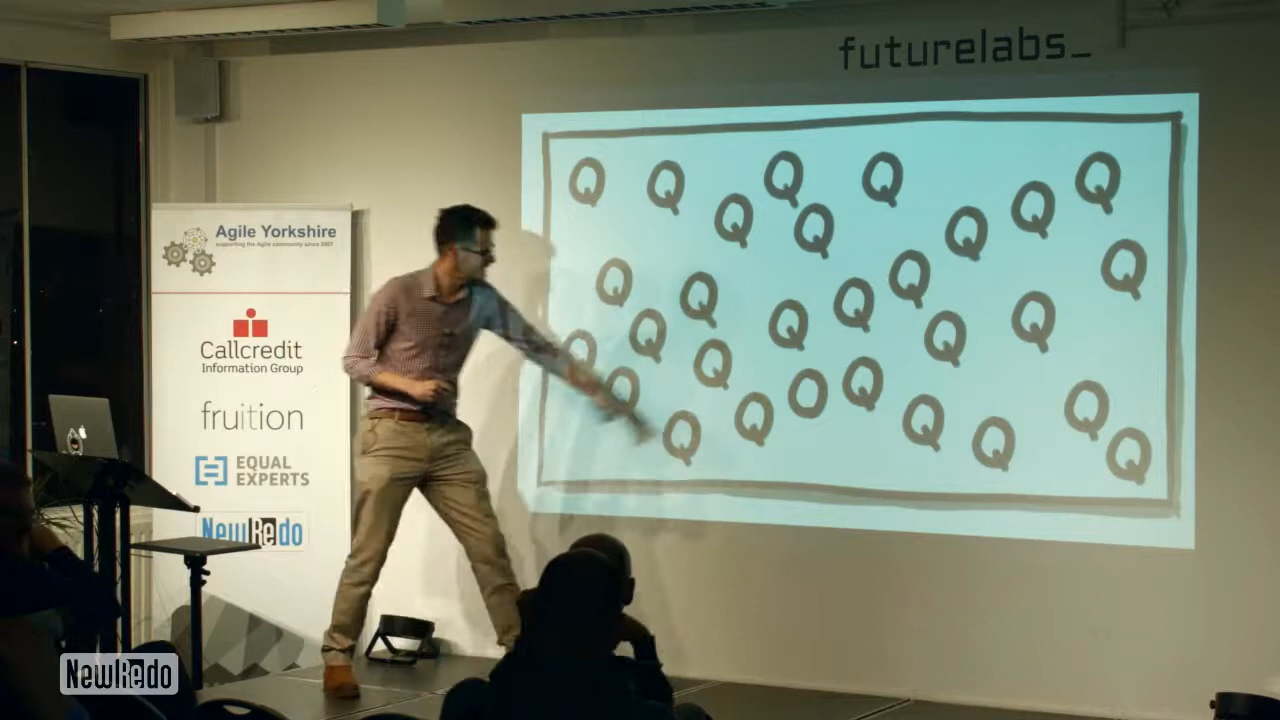 futurelabs_
Agile Yorkshire
supporting the Agile community since 2007
Callcredit
Information Group
fruition
EQUAL
EXPERTS
NewRedo
Q Q Q Q Q
Q Q Q Q
Q Q Q Q Q
Q Q Q Q Q
Q Q O Q Q
Q Q Q Q Q
NewRedo